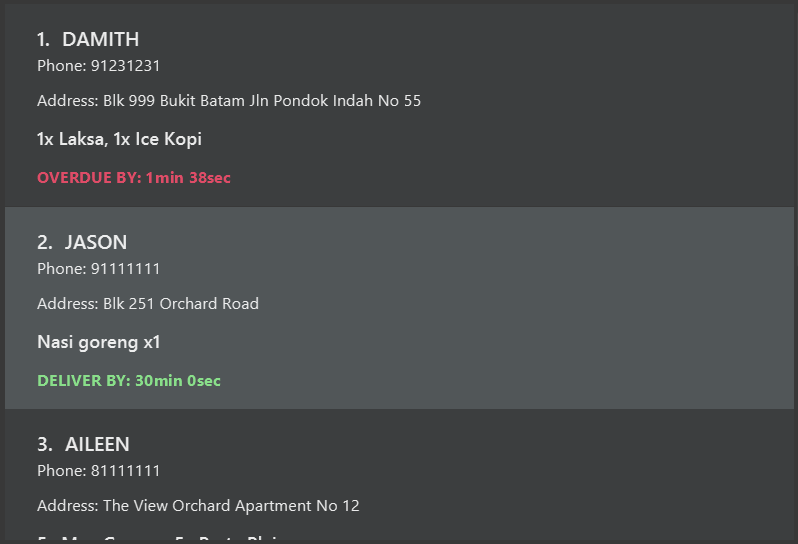 1. DAMITH
Phone: 91231231
Address: Blk 999 Bukit Batam Jln Pondok Indah No 55
1x Laksa, 1x Ice Kopi
OVERDUE BY: 1min 38sec
2. JASON
Phone: 91111111
Address: Blk 251 Orchard Road
Nasi goreng x1
DELIVER BY: 30min 0sec
3. AILEEN
Phone: 81111111
Address: The View Orchard Apartment No 12